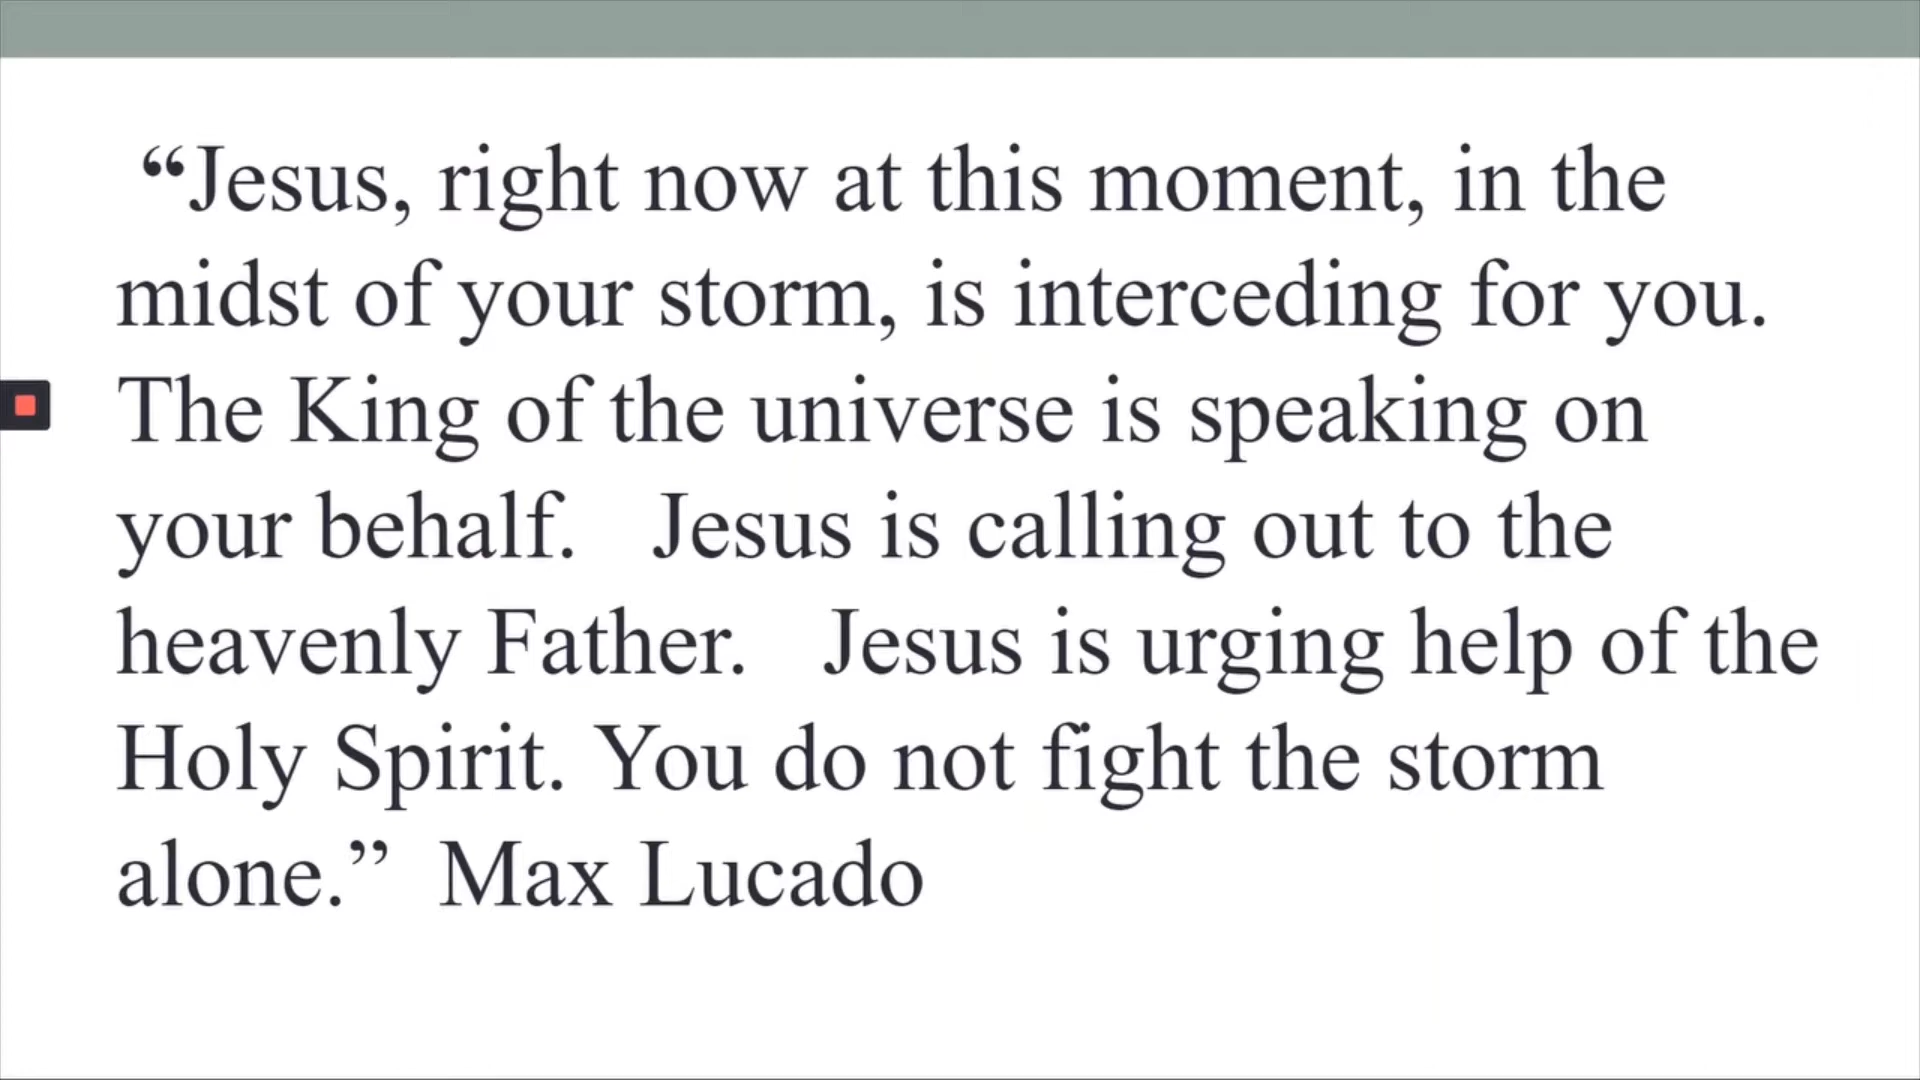 “Jesus, right now at this moment, in the
midst of your storm, is interceding for you.
The King of the universe is speaking on
your behalf.   Jesus is calling out to the
heavenly Father.   Jesus is urging help of the
Holy Spirit. You do not fight the storm
alone.”  Max Lucado